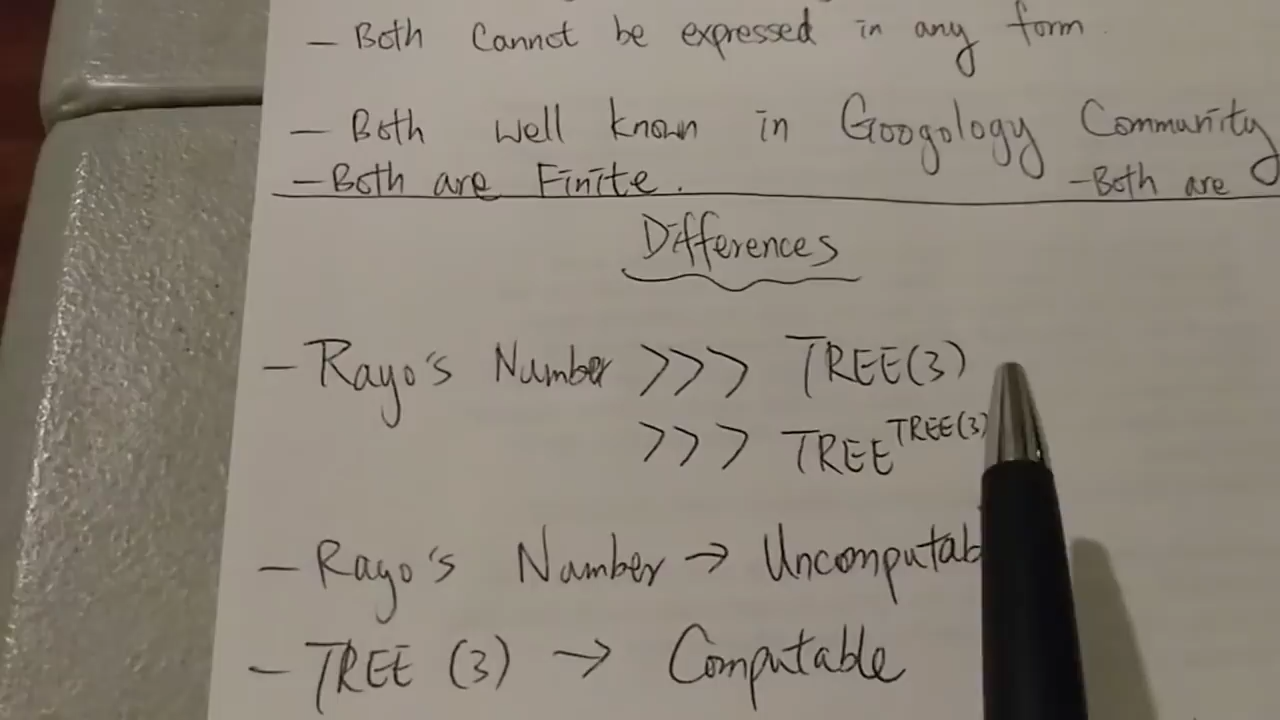 - Both Cannot be expressed in any form
- Both well known in Googology Community
- Both are Finite. - Both are
Differences
- Rayo's Number >>> TREE(3)
>>> TREE^TREE(3)
- Rayo's Number → Uncomputab
- TREE (3) → Computable